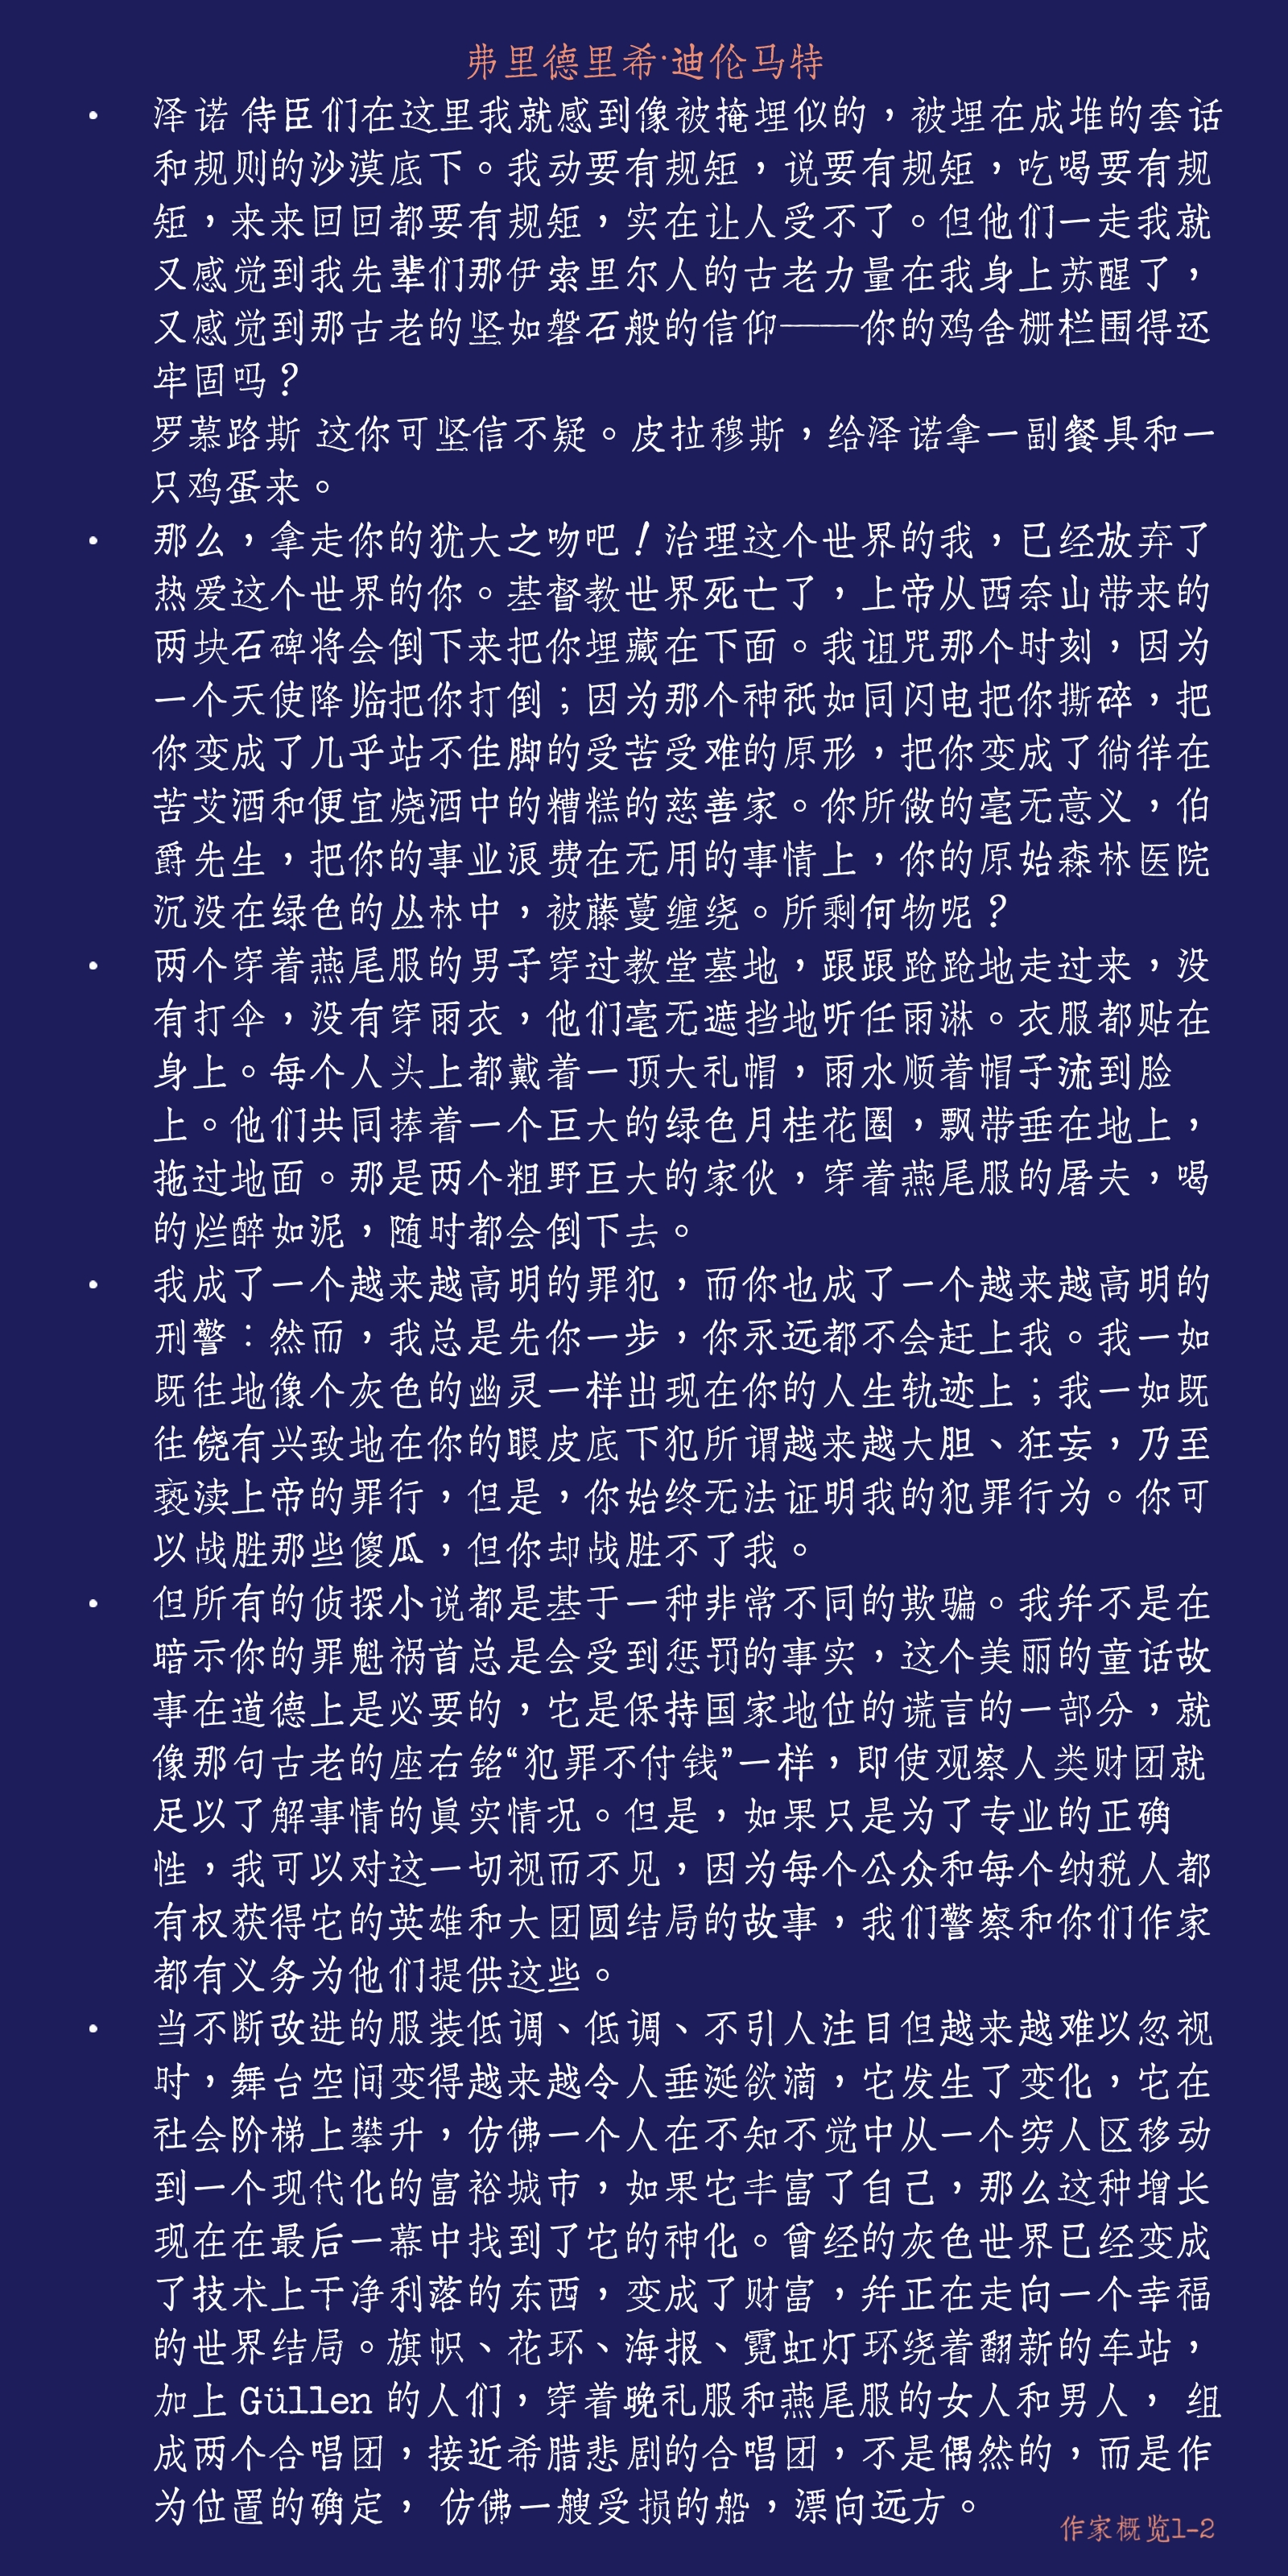 弗里德里希·迪伦马特
• 泽诺 侍臣们在这里我就感到像被掩埋似的，被埋在成堆的套话
和规则的沙漠底下。我动要有规矩，说要有规矩，吃喝要有规
矩，来来回回都要有规矩，实在让人受不了。但他们一走我就
又感觉到我先辈们那伊索里尔人的古老力量在我身上苏醒了，
又感觉到那古老的坚如磐石般的信仰——你的鸡舍栅栏围得还
牢固吗？
罗慕路斯 这你可坚信不疑。皮拉穆斯，给泽诺拿一副餐具和一
只鸡蛋来。
• 那么，拿走你的犹大之吻吧！治理这个世界的我，已经放弃了
热爱这个世界的你。基督教世界死亡了，上帝从西奈山带来的
两块石碑将会倒下来把你埋藏在下面。我诅咒那个时刻，因为
一个天使降临把你打倒；因为那个神祇如同闪电把你撕碎，把
你变成了几乎站不住脚的受苦受难的原形，把你变成了徜徉在
苦艾酒和便宜烧酒中的糟糕的慈善家。你所做的毫无意义，伯
爵先生，把你的事业浪费在无用的事情上，你的原始森林医院
沉没在绿色的丛林中，被藤蔓缠绕。所剩何物呢？
• 两个穿着燕尾服的男子穿过教堂墓地，踉踉跄跄地走过来，没
有打伞，没有穿雨衣，他们毫无遮挡地听任雨淋。衣服都贴在
身上。每个人头上都戴着一顶大礼帽，雨水顺着帽子流到脸
上。他们共同捧着一个巨大的绿色月桂花圈，飘带垂在地上，
拖过地面。那是两个粗野巨大的家伙，穿着燕尾服的屠夫，喝
的烂醉如泥，随时都会倒下去。
• 我成了一个越来越高明的罪犯，而你也成了一个越来越高明的
刑警：然而，我总是先你一步，你永远都不会赶上我。我一如
既往地像个灰色的幽灵一样出现在你的人生轨迹上；我一如既
往饶有兴致地在你的眼皮底下犯所谓越来越大胆、狂妄，乃至
亵渎上帝的罪行，但是，你始终无法证明我的犯罪行为。你可
以战胜那些傻瓜，但你却战胜不了我。
• 但所有的侦探小说都是基于一种非常不同的欺骗。我并不是在
暗示你的罪魁祸首总是会受到惩罚的事实，这个美丽的童话故
事在道德上是必要的，它是保持国家地位的谎言的一部分，就
像那句古老的座右铭“犯罪不付钱”一样，即使观察人类财团就
足以了解事情的真实情况。但是，如果只是为了专业的正确
性，我可以对这一切视而不见，因为每个公众和每个纳税人都
有权获得它的英雄和大团圆结局的故事，我们警察和你们作家
都有义务为他们提供这些。
• 当不断改进的服装低调、低调、不引人注目但越来越难以忽视
时，舞台空间变得越来越令人垂涎欲滴，它发生了变化，它在
社会阶梯上攀升，仿佛一个人在不知不觉中从一个穷人区移动
到一个现代化的富裕城市，如果它丰富了自己，那么这种增长
现在在最后一幕中找到了它的神化。曾经的灰色世界已经变成
了技术上干净利落的东西，变成了财富，并正在走向一个幸福
的世界结局。旗帜、花环、海报、霓虹灯环绕着翻新的车站，
加上 Güllen 的人们，穿着晚礼服和燕尾服的女人和男人， 组
成两个合唱团，接近希腊悲剧的合唱团，不是偶然的，而是作
为位置的确定， 仿佛一艘受损的船，漂向远方。
作家概览1-2